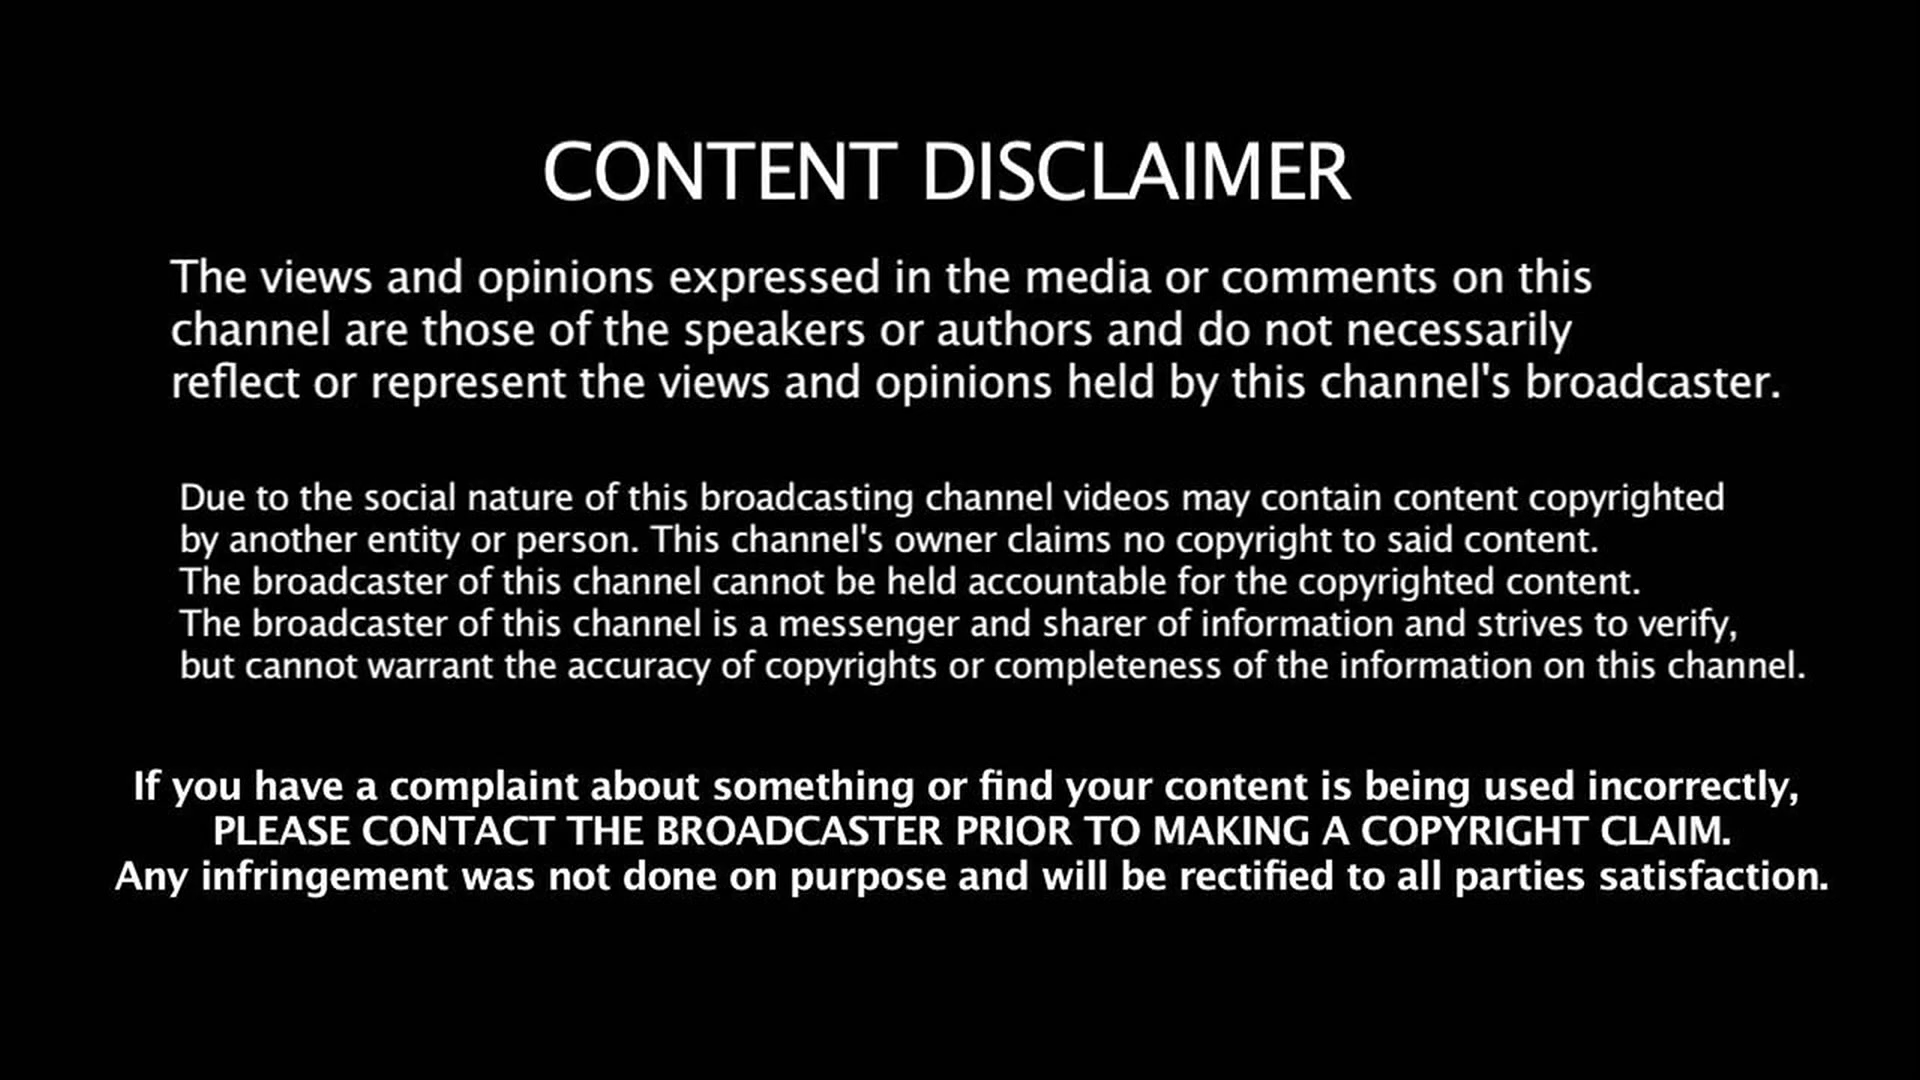 CONTENT DISCLAIMER
The views and opinions expressed in the media or comments on this
channel are those of the speakers or authors and do not necessarily
reflect or represent the views and opinions held by this channel's broadcaster.
Due to the social nature of this broadcasting channel videos may contain content copyrighted
by another entity or person. This channel's owner claims no copyright to said content.
The broadcaster of this channel cannot be held accountable for the copyrighted content.
The broadcaster of this channel is a messenger and sharer of information and strives to verify,
but cannot warrant the accuracy of copyrights or completeness of the information on this channel.
If you have a complaint about something or find your content is being used incorrectly,
PLEASE CONTACT THE BROADCASTER PRIOR TO MAKING A COPYRIGHT CLAIM.
Any infringement was not done on purpose and will be rectified to all parties satisfaction.